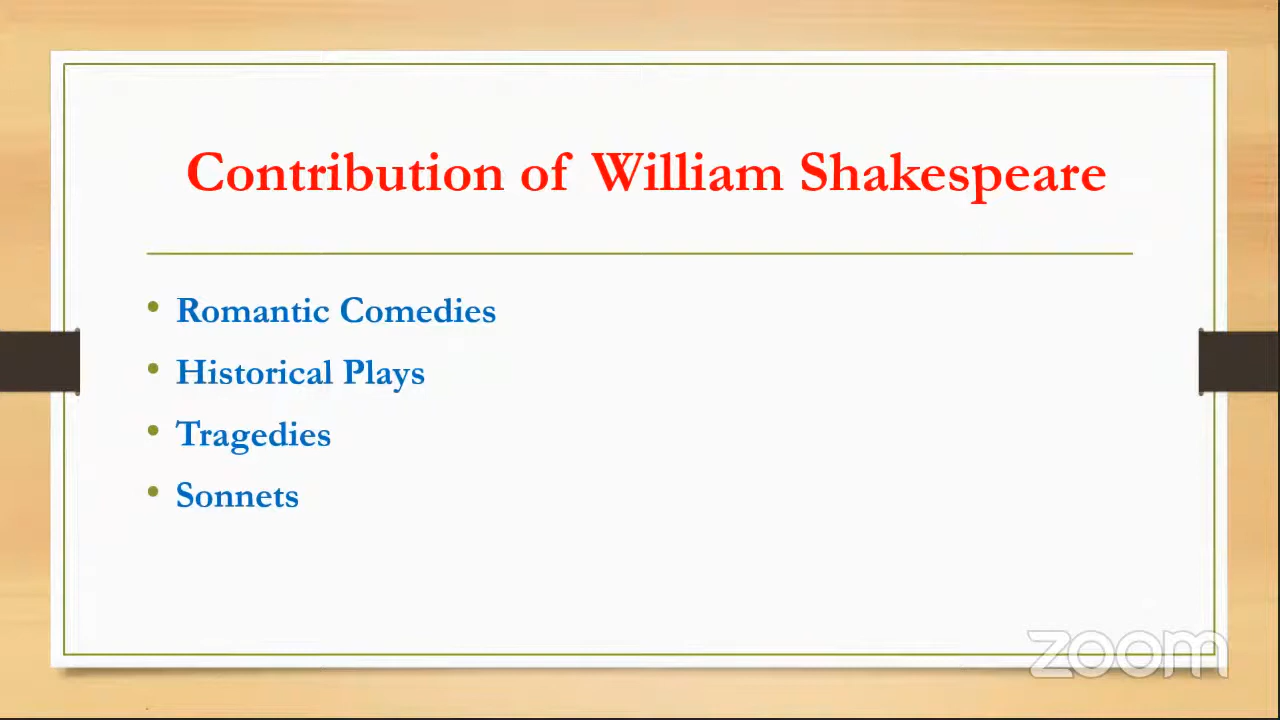 Contribution of William Shakespeare
• Romantic Comedies
• Historical Plays
• Tragedies
• Sonnets
zoom